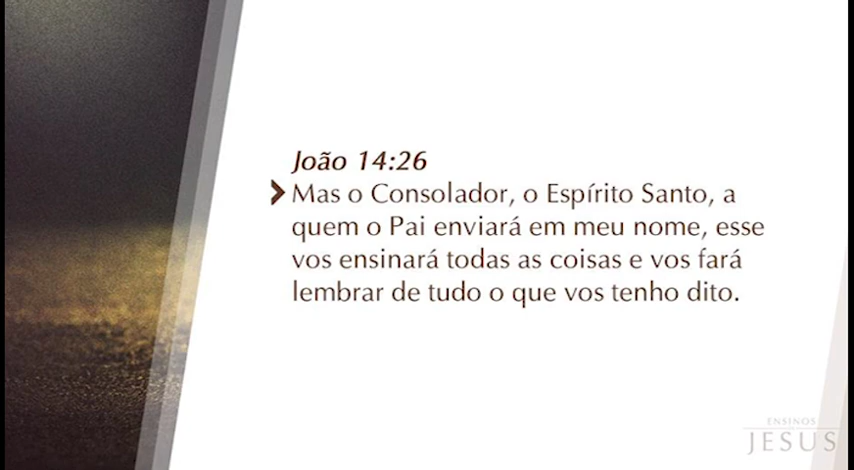 João 14:26
Mas o Consolador, o Espírito Santo, a
quem o Pai enviará em meu nome, esse
vos ensinará todas as coisas e vos fará
lembrar de tudo o que vos tenho dito.
ENSINOS
JESUS